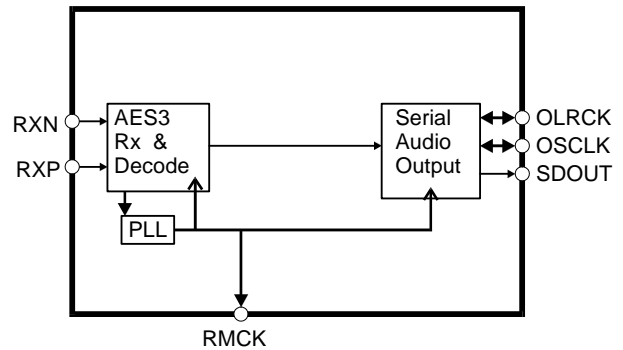 RXN
RXP
AES3
Rx &
Decode
PLL
Serial
Audio
Output
OLRCK
OSCLK
SDOUT
RMCK